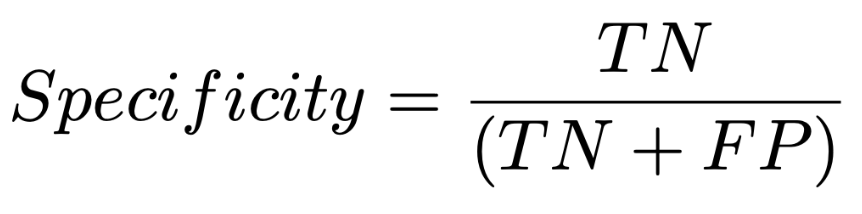 Specificity = TN / (TN + FP)